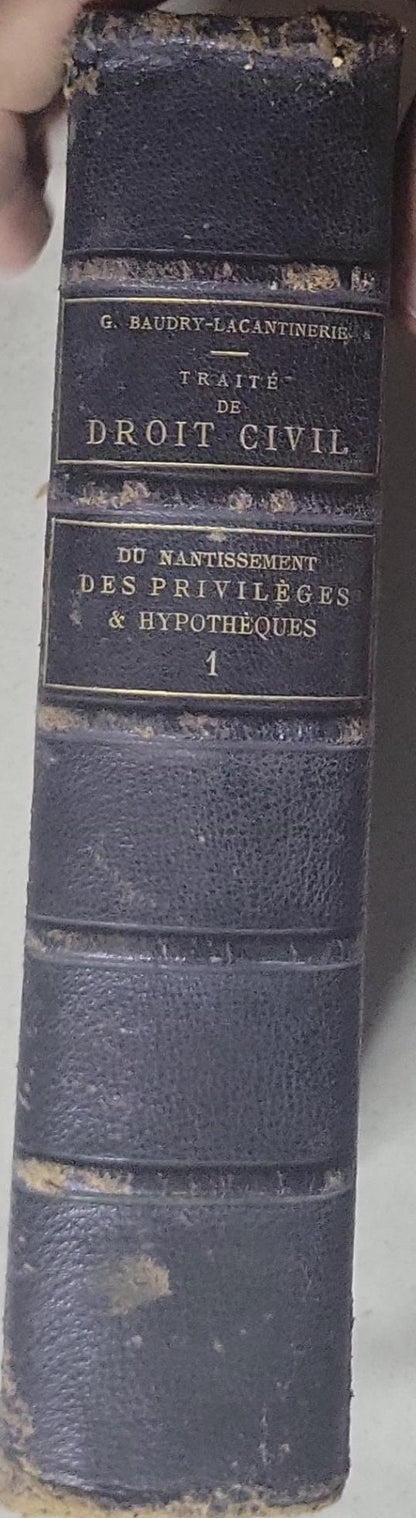 G. BAUDRY-LACANTINERIE
TRAITÉ
DE
DROIT CIVIL
DU NANTISSEMENT
DES PRIVILÈGES
& HYPOTHÈQUES
1